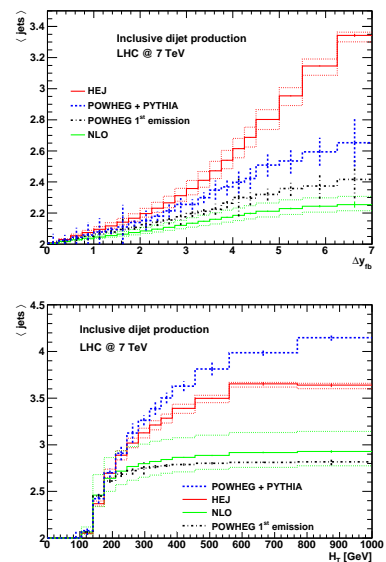 ⟨ jets ⟩
3.4
3.2
3
2.8
2.6
2.4
2.2
2
Inclusive dijet production
LHC @ 7 TeV
HEJ
POWHEG + PYTHIA
POWHEG 1st emission
NLO
0 1 2 3 4 5 6 7
Δyfb
⟨ jets ⟩
4.5
4
3.5
3
2.5
2
Inclusive dijet production
LHC @ 7 TeV
POWHEG + PYTHIA
HEJ
NLO
POWHEG 1st emission
0 100 200 300 400 500 600 700 800 900 1000
HT [GeV]